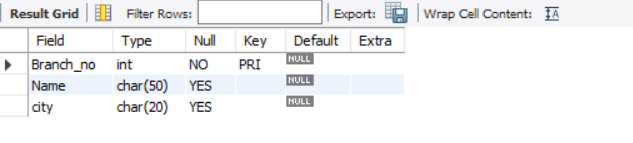 Result Grid Filter Rows: Export: Wrap Cell Content: IA
Field Type Null Key Default Extra
Branch_no int NO PRI NULL
Name char(50) YES NULL
city char(20) YES NULL